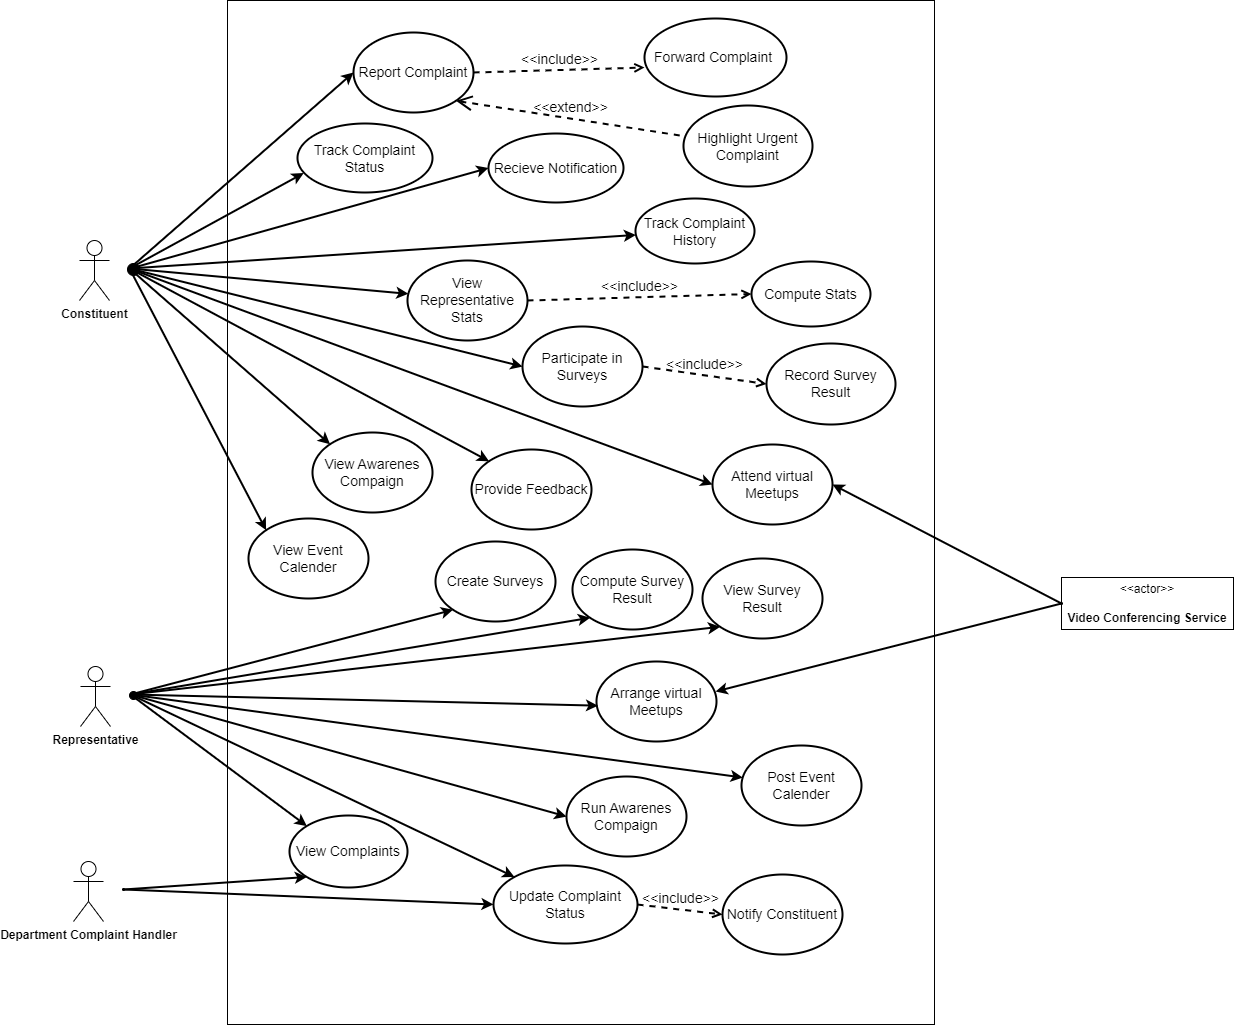 Report Complaint
<<include>>
Forward Complaint
<<extend>>
Highlight Urgent
Complaint
Track Complaint
Status
Recieve Notification
Track Complaint
History
Constituent
View
Representative
Stats
<<include>>
Compute Stats
Participate in
Surveys
<<include>>
Record Survey
Result
View Awarenes
Compaign
Provide Feedback
Attend virtual
Meetups
View Event
Calender
Create Surveys
Compute Survey
Result
View Survey
Result
<<actor>>
Video Conferencing Service
Representative
Arrange virtual
Meetups
Post Event
Calender
Run Awarenes
Compaign
View Complaints
Department Complaint Handler
Update Complaint
Status
<<include>>
Notify Constituent